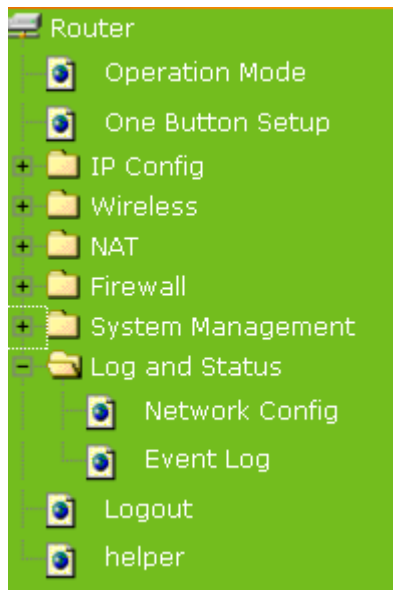 Router
Operation Mode
One Button Setup
IP Config
Wireless
NAT
Firewall
System Management
Log and Status
Network Config
Event Log
Logout
helper